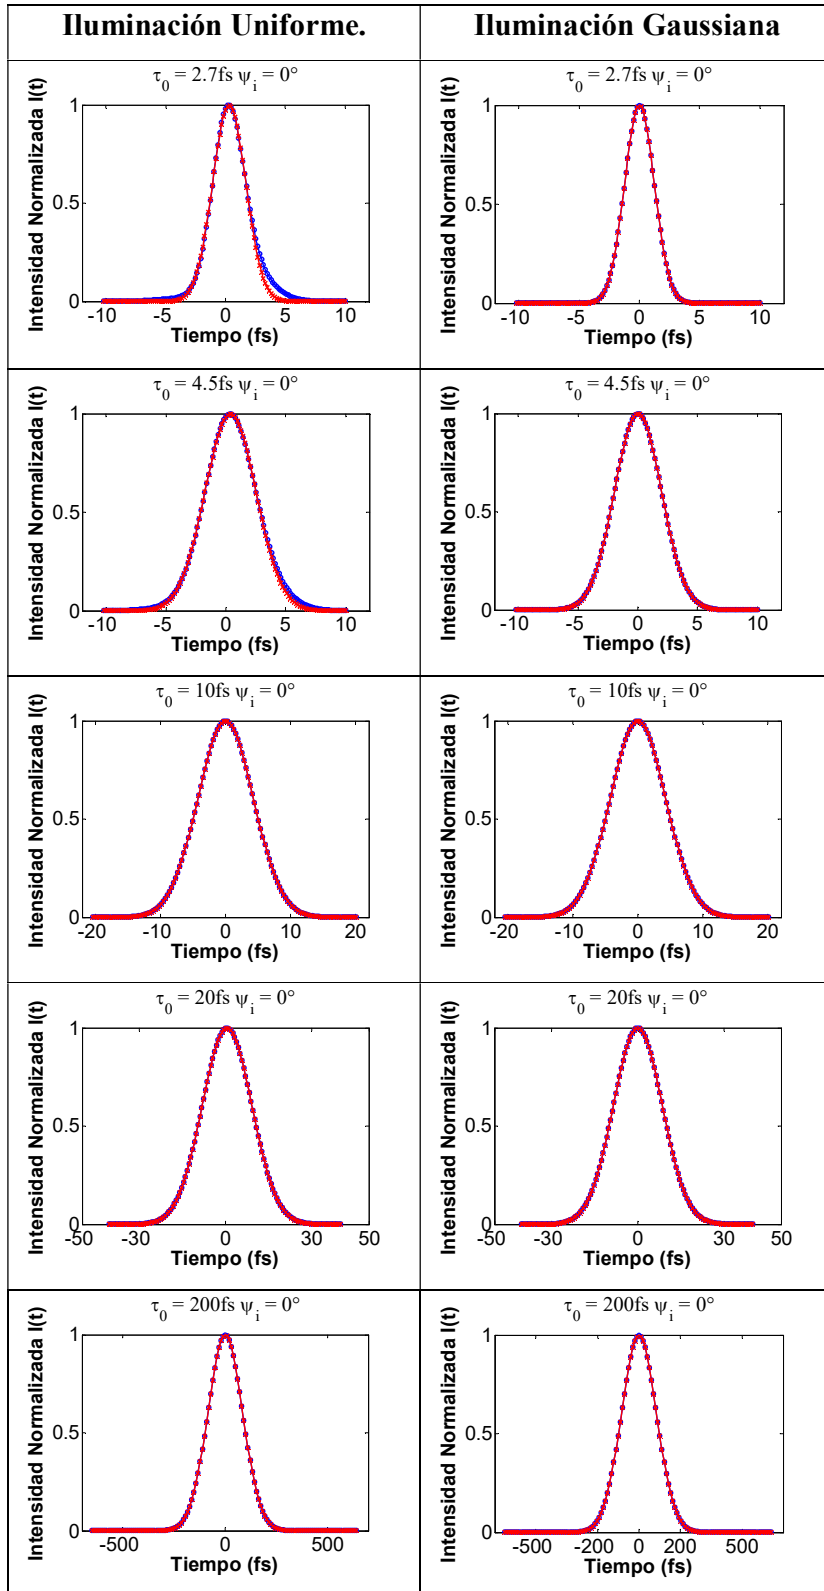 Iluminación Uniforme.
Iluminación Gaussiana
τ₀ = 2.7fs ψᵢ = 0°
Intensidad Normalizada I(t)
1
0.5
0
-10 -5 0 5 10
Tiempo (fs)
τ₀ = 2.7fs ψᵢ = 0°
Intensidad Normalizada I(t)
1
0.5
0
-10 -5 0 5 10
Tiempo (fs)
τ₀ = 4.5fs ψᵢ = 0°
Intensidad Normalizada I(t)
1
0.5
0
-10 -5 0 5 10
Tiempo (fs)
τ₀ = 4.5fs ψᵢ = 0°
Intensidad Normalizada I(t)
1
0.5
0
-10 -5 0 5 10
Tiempo (fs)
τ₀ = 10fs ψᵢ = 0°
Intensidad Normalizada I(t)
1
0.5
0
-20 -10 0 10 20
Tiempo (fs)
τ₀ = 10fs ψᵢ = 0°
Intensidad Normalizada I(t)
1
0.5
0
-20 -10 0 10 20
Tiempo (fs)
τ₀ = 20fs ψᵢ = 0°
Intensidad Normalizada I(t)
1
0.5
0
-50 -30 0 30 50
Tiempo (fs)
τ₀ = 20fs ψᵢ = 0°
Intensidad Normalizada I(t)
1
0.5
0
-50 -30 0 30 50
Tiempo (fs)
τ₀ = 200fs ψᵢ = 0°
Intensidad Normalizada I(t)
1
0.5
0
-500 0 500
Tiempo (fs)
τ₀ = 200fs ψᵢ = 0°
Intensidad Normalizada I(t)
1
0.5
0
-500 -200 0 200 500
Tiempo (fs)